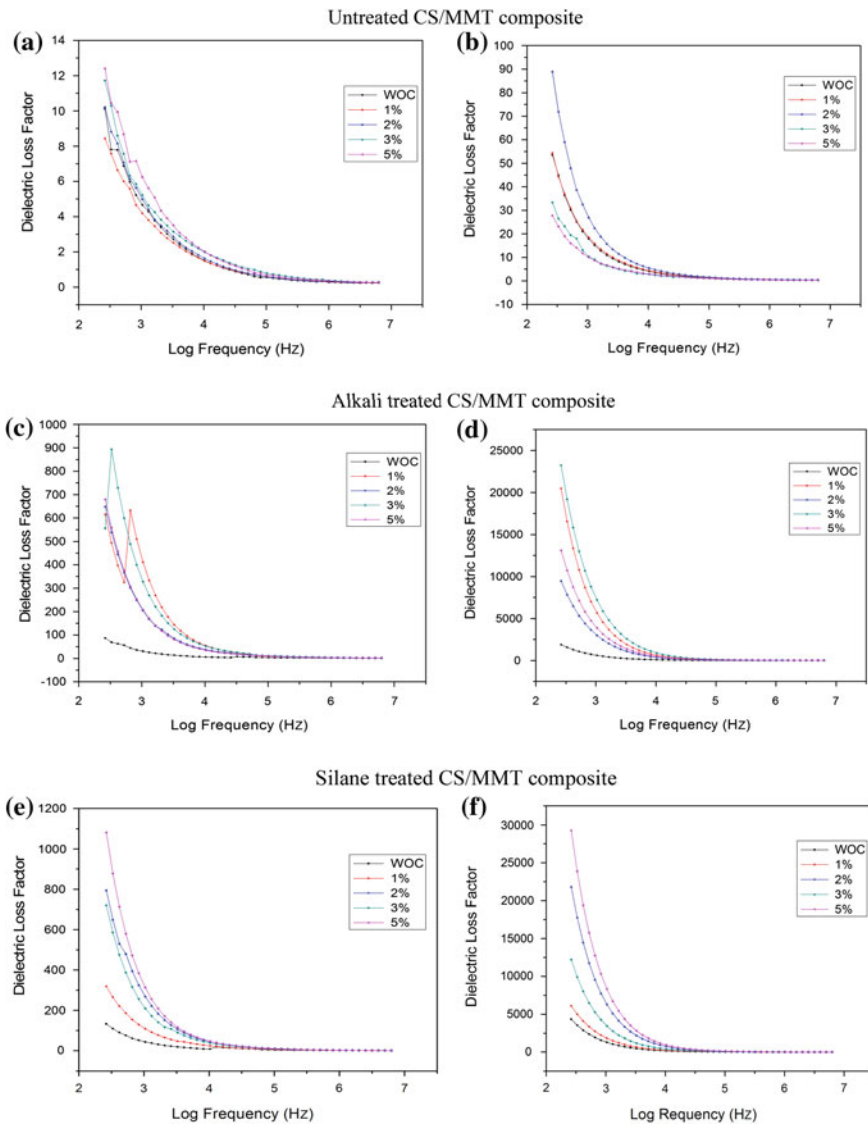 Untreated CS/MMT composite
(a)
14
12
10
8
6
4
2
0
Dielectric Loss Factor
WOC
1%
2%
3%
5%
2 3 4 5 6 7
Log Frequency (Hz)
(b)
100
90
80
70
60
50
40
30
20
10
0
-10
Dielectric Loss Factor
WOC
1%
2%
3%
5%
2 3 4 5 6 7
Log Frequency (Hz)
Alkali treated CS/MMT composite
(c)
1000
900
800
700
600
500
400
300
200
100
0
-100
Dielectric Loss Factor
WOC
1%
2%
3%
5%
2 3 4 5 6 7
Log Frequency (Hz)
(d)
25000
20000
15000
10000
5000
0
Dielectric Loss Factor
WOC
1%
2%
3%
5%
2 3 4 5 6 7
Log Frequency (Hz)
Silane treated CS/MMT composite
(e)
1200
1000
800
600
400
200
0
Dielectric Loss Factor
WOC
1%
2%
3%
5%
2 3 4 5 6 7
Log Frequency (Hz)
(f)
30000
25000
20000
15000
10000
5000
0
Dielectric Loss Factor
WOC
1%
2%
3%
5%
2 3 4 5 6 7
Log Requency (Hz)